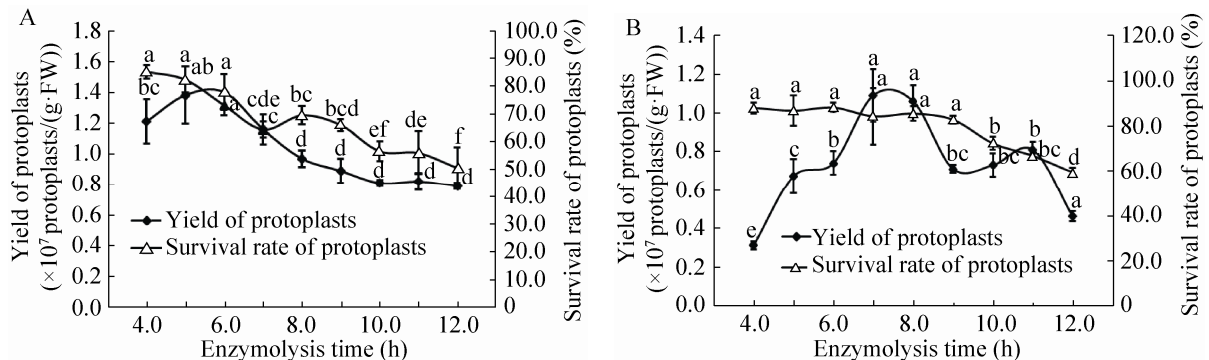 A
Yield of protoplasts
(×10⁷ protoplasts/(g·FW))
1.8
1.6
1.4
1.2
1.0
0.8
0.6
0.4
0.2
0.0
a
a
a
ab
bc
a
cde
c
bc
bcd
ef
de
f
d
d
d
d
d
Yield of protoplasts
Survival rate of protoplasts
4.0 6.0 8.0 10.0 12.0
Enzymolysis time (h)
100.0
90.0
80.0
70.0
60.0
50.0
40.0
30.0
20.0
10.0
0
Survival rate of protoplasts (%)
B
Yield of protoplasts
(×10⁷ protoplasts/(g·FW))
1.4
1.2
1.0
0.8
0.6
0.4
0.2
0.0
a
a
a
a
a
a
a
a
b
b
c
b
bc
bc
bc
d
e
a
Yield of protoplasts
Survival rate of protoplasts
4.0 6.0 8.0 10.0 12.0
Enzymolysis time (h)
120.0
100.0
80.0
60.0
40.0
20.0
0
Survival rate of protoplasts (%)